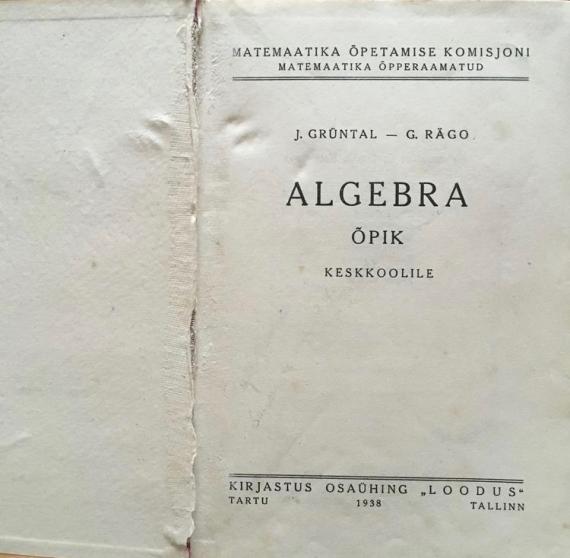 MATEMAATIKA ÕPETAMISE KOMISJONI
MATEMAATIKA ÕPPERAAMATUD
J. GRÜNTAL — G. RÄGO
ALGEBRA
ÕPIK
KESKKOOLILE
KIRJASTUS OSAÜHING „LOODUS“
TARTU 1938 TALLINN